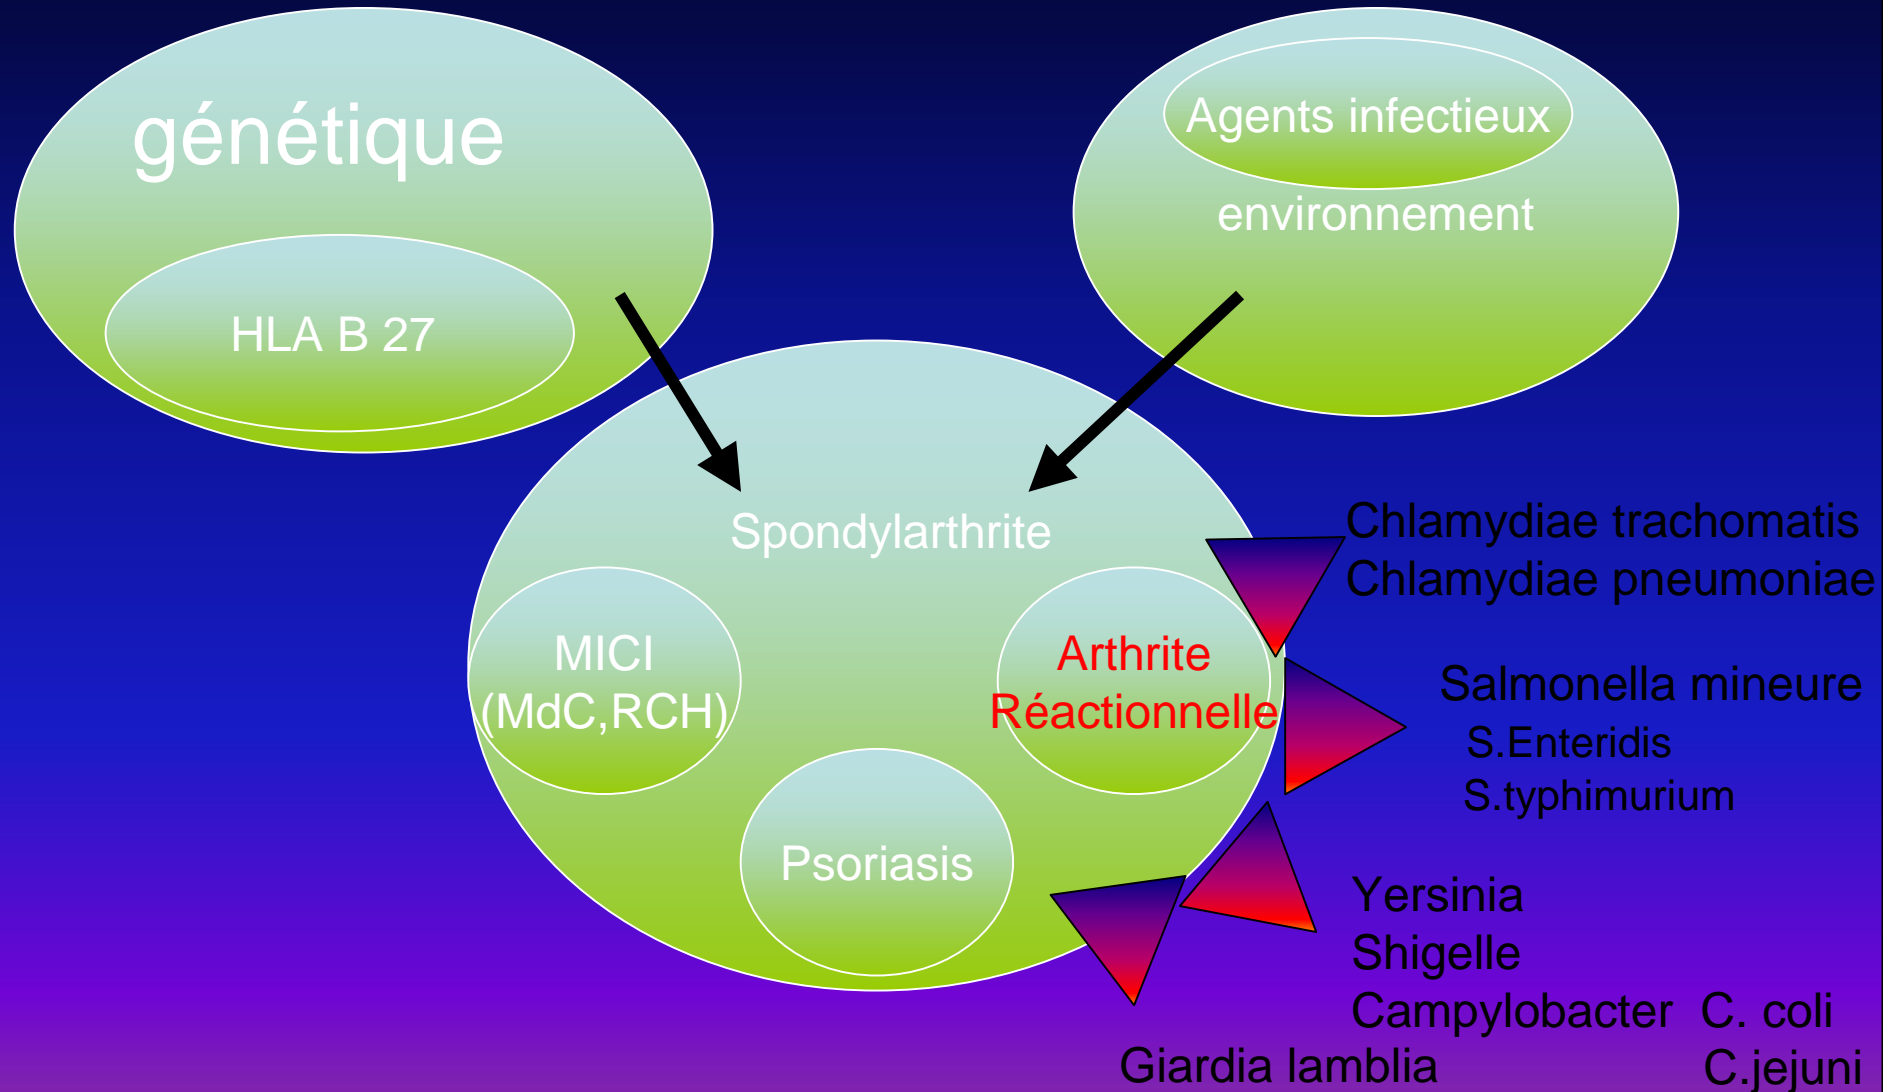 génétique
HLA B 27
Agents infectieux
environnement
Spondylarthrite
MICI
(MdC,RCH)
Arthrite
Réactionnelle
Psoriasis
Chlamydiae trachomatis
Chlamydiae pneumoniae
Salmonella mineure
S.Enteridis
S.typhimurium
Yersinia
Shigelle
Campylobacter C. coli
C.jejuni
Giardia lamblia